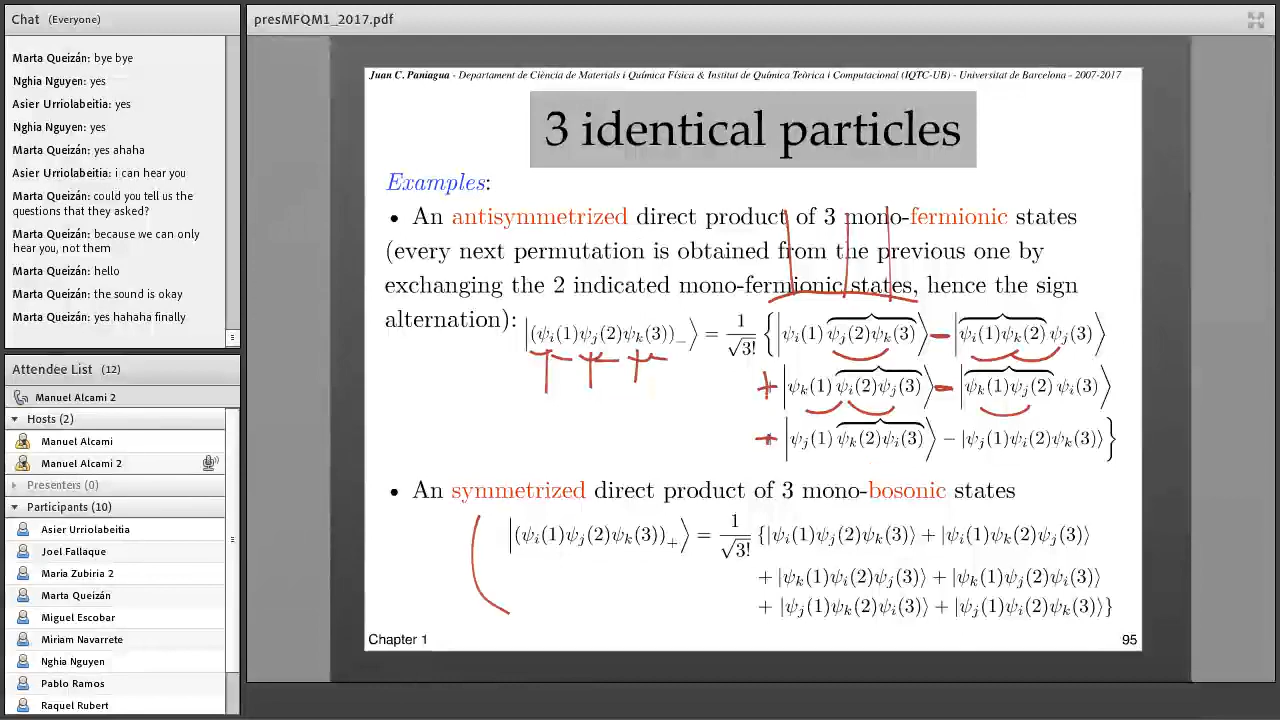 Chat (Everyone)
Marta Queizán: bye bye
Nghia Nguyen: yes
Asier Urriolabeitia: yes
Nghia Nguyen: yes
Marta Queizán: yes ahaha
Asier Urriolabeitia: i can hear you
Marta Queizán: could you tell us the
questions that they asked?
Marta Queizán: because we can only
hear you, not them
Marta Queizán: hello
Marta Queizán: the sound is okay
Marta Queizán: yes hahaha finally
Attendee List (12)
Manuel Alcami 2
Hosts (2)
Manuel Alcami
Manuel Alcami 2
Presenters (0)
Participants (10)
Asier Urriolabeitia
Joel Fallaque
Maria Zubiria 2
Marta Queizán
Miguel Escobar
Miriam Navarrete
Nghia Nguyen
Pablo Ramos
Raquel Rubert
presMFQM1_2017.pdf
Juan C. Paniagua - Departament de Ciència de Materials i Química Física & Institut de Química Teòrica i Computacional (IQTC-UB) - Universitat de Barcelona - 2007-2017
3 identical particles
Examples:
• An antisymmetrized direct product of 3 mono-fermionic states
(every next permutation is obtained from the previous one by
exchanging the 2 indicated mono-fermionic states, hence the sign
alternation): |(ψi(1)ψj(2)ψk(3))−⟩ = 1/√3! {|ψi(1)ψj(2)ψk(3)⟩ − |ψi(1)ψk(2)ψj(3)⟩
+ |ψk(1)ψi(2)ψj(3)⟩ − |ψk(1)ψj(2)ψi(3)⟩
+ |ψj(1)ψk(2)ψi(3)⟩ − |ψj(1)ψi(2)ψk(3)⟩}
• An symmetrized direct product of 3 mono-bosonic states
|(ψi(1)ψj(2)ψk(3))+⟩ = 1/√3! {|ψi(1)ψj(2)ψk(3)⟩ + |ψi(1)ψk(2)ψj(3)⟩
+ |ψk(1)ψi(2)ψj(3)⟩ + |ψk(1)ψj(2)ψi(3)⟩
+ |ψj(1)ψk(2)ψi(3)⟩ + |ψj(1)ψi(2)ψk(3)⟩}
Chapter 1
95